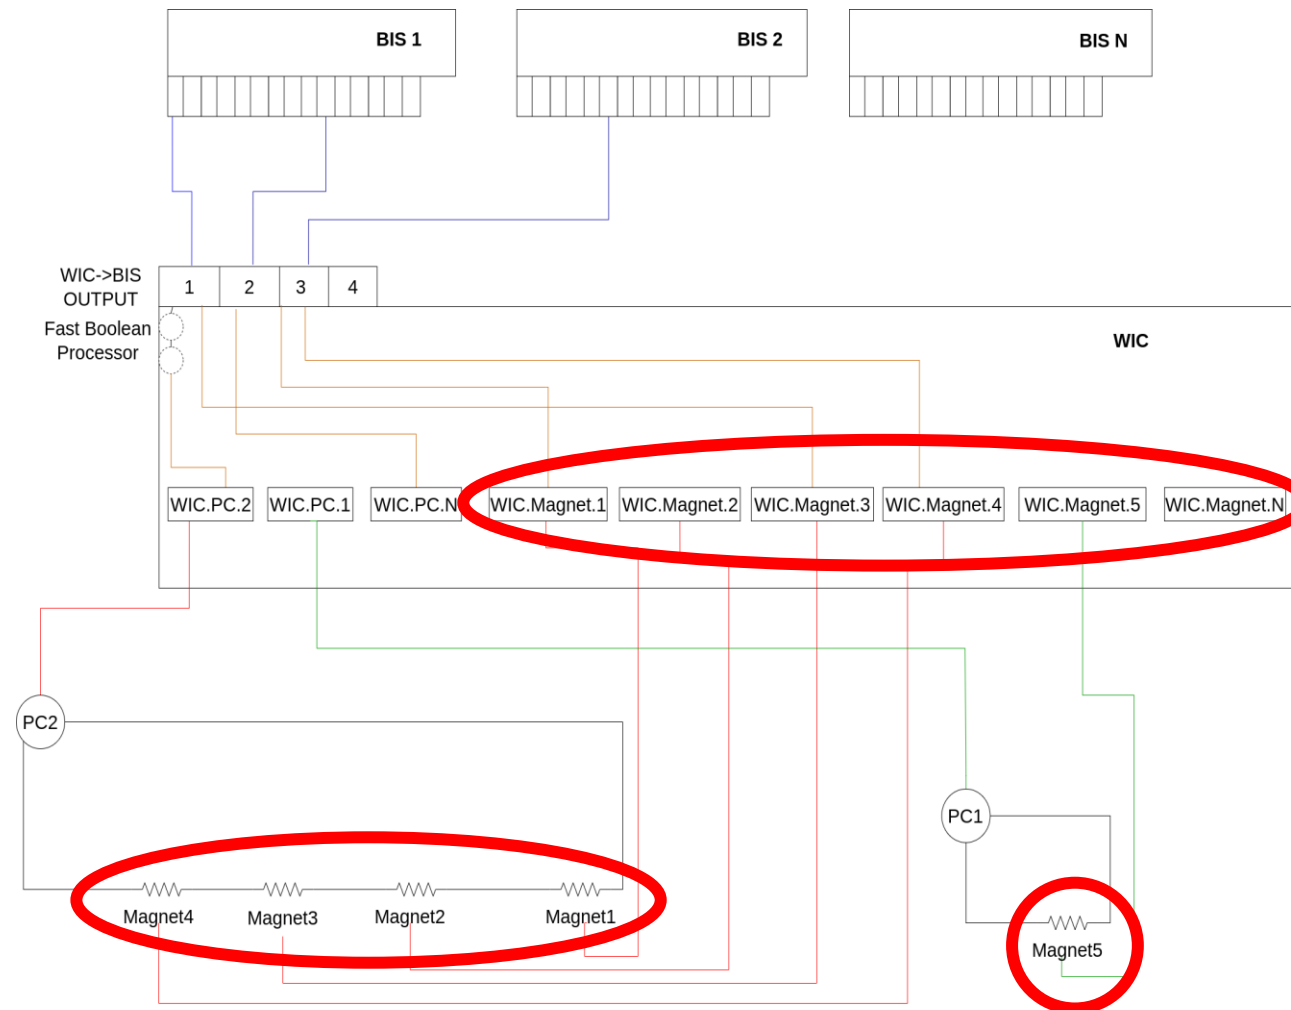 BIS 1
BIS 2
BIS N
WIC->BIS
OUTPUT
1
2
3
4
Fast Boolean
Processor
WIC
WIC.PC.2
WIC.PC.1
WIC.PC.N
WIC.Magnet.1
WIC.Magnet.2
WIC.Magnet.3
WIC.Magnet.4
WIC.Magnet.5
WIC.Magnet.N
PC2
PC1
Magnet4
Magnet3
Magnet2
Magnet1
Magnet5